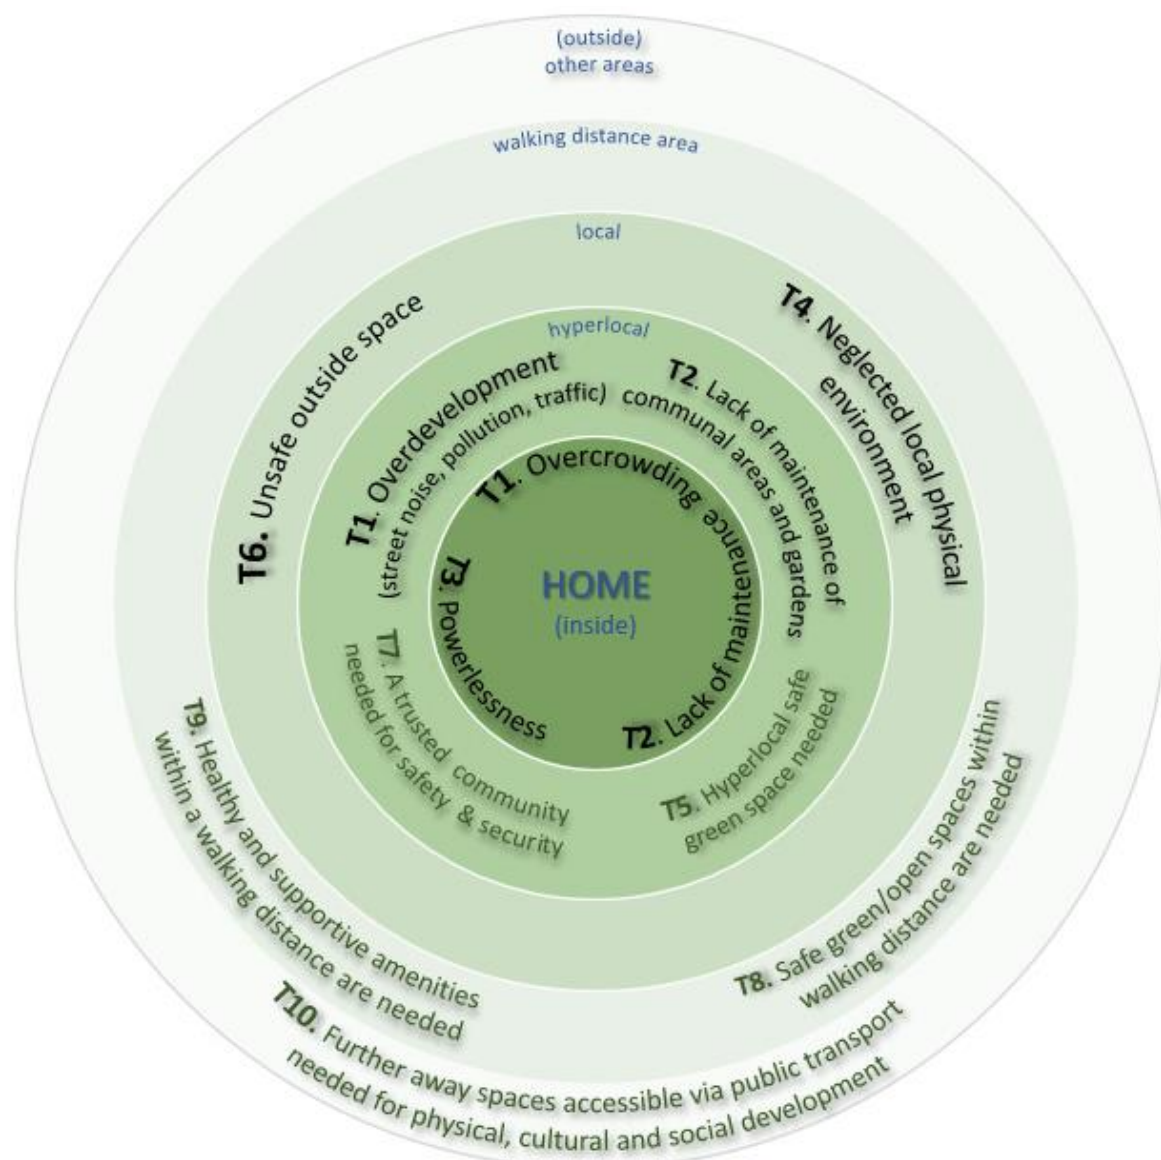 (outside)
other areas
walking distance area
local
hyperlocal
T6. Unsafe outside space
T4. Neglected local physical
environment
T1. Overdevelopment
(street noise, pollution, traffic)
T2. Lack of maintenance of
communal areas and gardens
T1. Overcrowding
T2. Lack of maintenance
T3. Powerlessness
HOME
(inside)
T7. A trusted community
needed for safety & security
T5. Hyperlocal safe
green space needed
T9. Healthy and supportive amenities
within a walking distance are needed
T8. Safe green/open spaces within
walking distance are needed
T10. Further away spaces accessible via public transport
needed for physical, cultural and social development